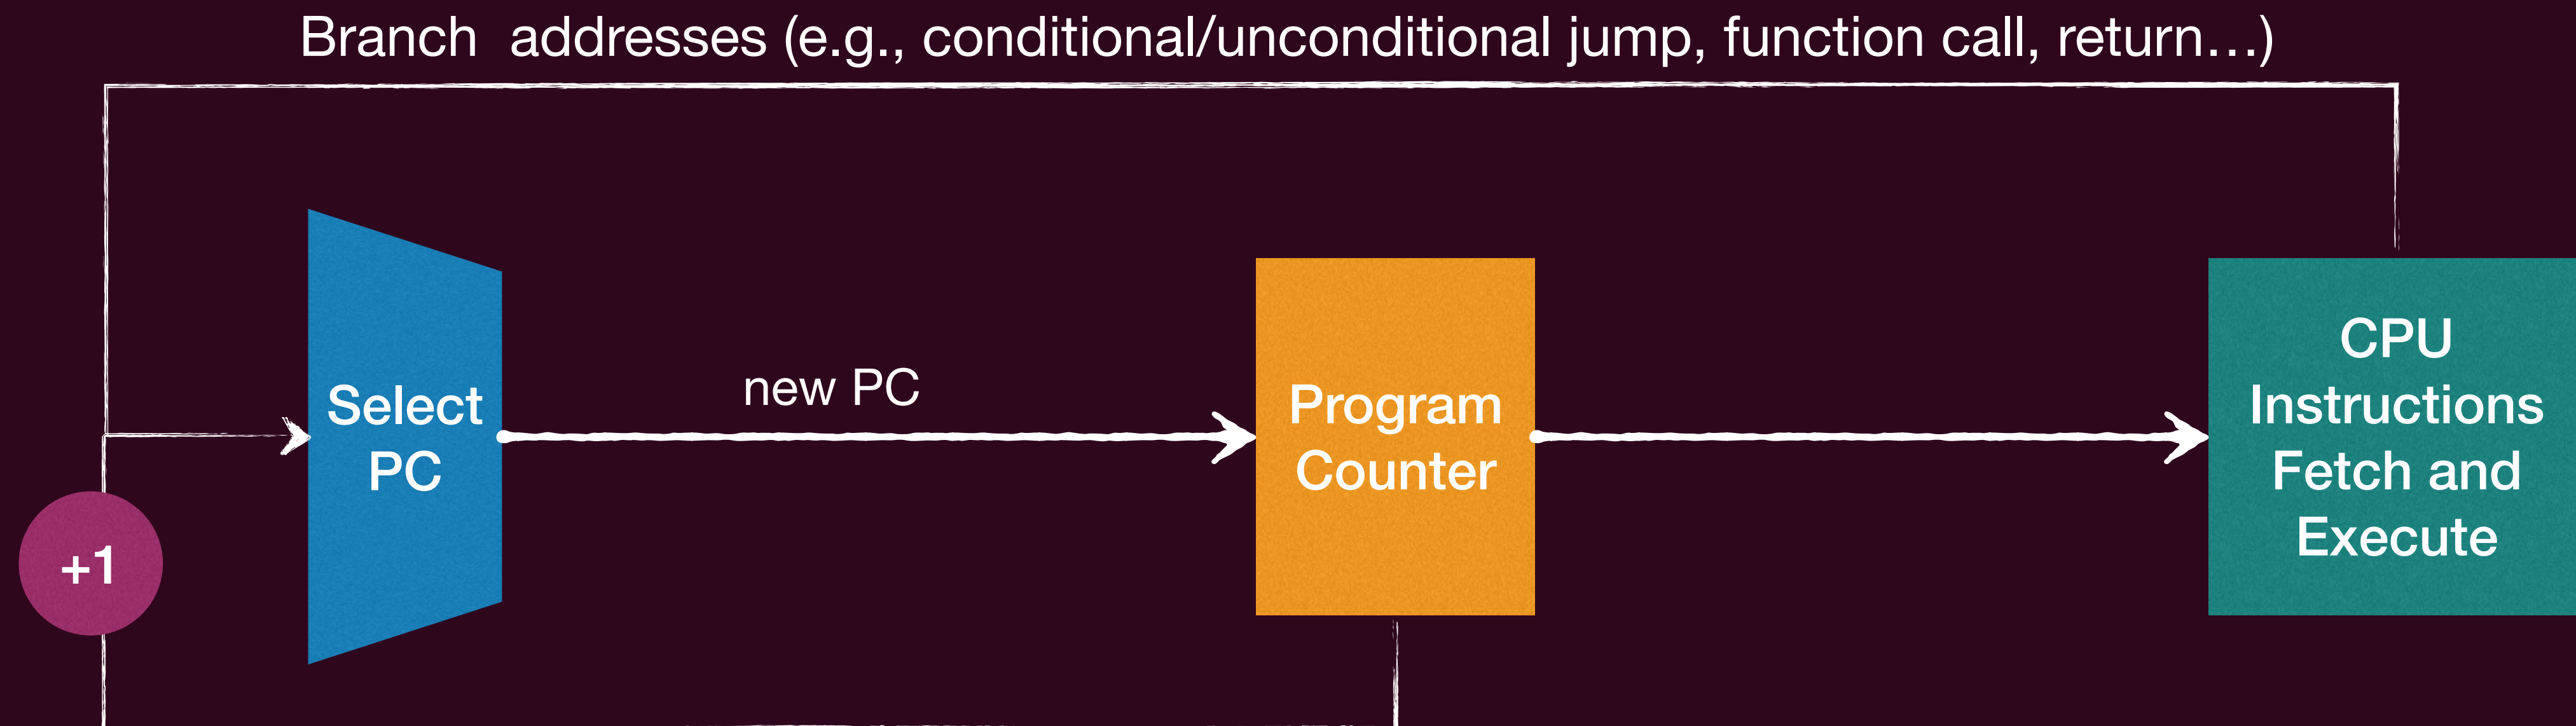 Branch  addresses (e.g., conditional/unconditional jump, function call, return…)
Select
PC
new PC
Program
Counter
CPU
Instructions
Fetch and
Execute
+1